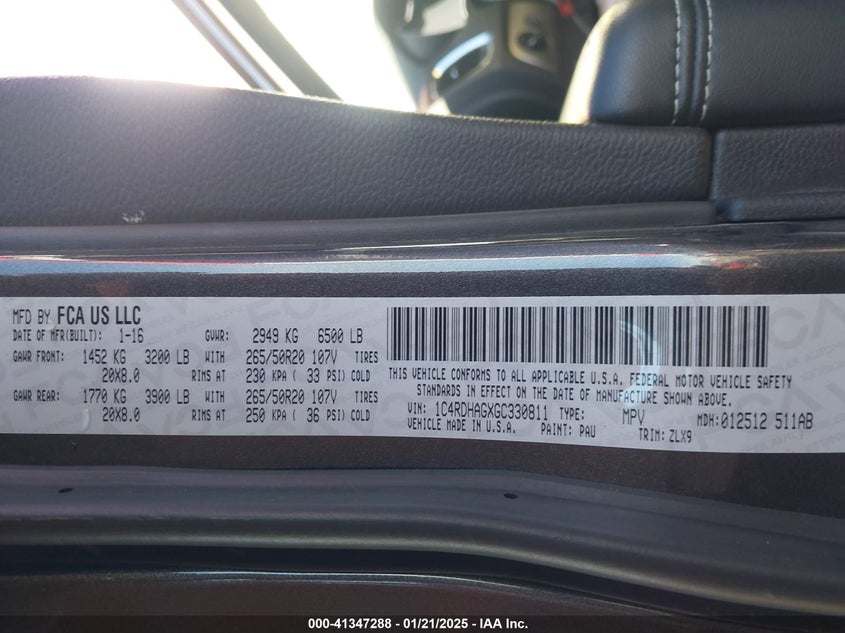 MFD BY FCA US LLC
DATE OF MFR(BUILT): 1-16 GVWR: 2949 KG 6500 LB
GAWR FRONT: 1452 KG 3200 LB WITH 265/50R20 107V TIRES
20X8.0 RIMS AT 230 KPA ( 33 PSI) COLD
GAWR REAR: 1770 KG 3900 LB WITH 265/50R20 107V TIRES
20X8.0 RIMS AT 250 KPA ( 36 PSI) COLD
THIS VEHICLE CONFORMS TO ALL APPLICABLE U.S.A. FEDERAL MOTOR VEHICLE SAFETY
STANDARDS IN EFFECT ON THE DATE OF MANUFACTURE SHOWN ABOVE.
VIN: 1C4RDHAGXGC330811 TYPE: MPV MDH: 012512 511AB
VEHICLE MADE IN U.S.A. PAINT: PAU TRIM: ZLX9
000-41347288 - 01/21/2025 - IAA Inc.